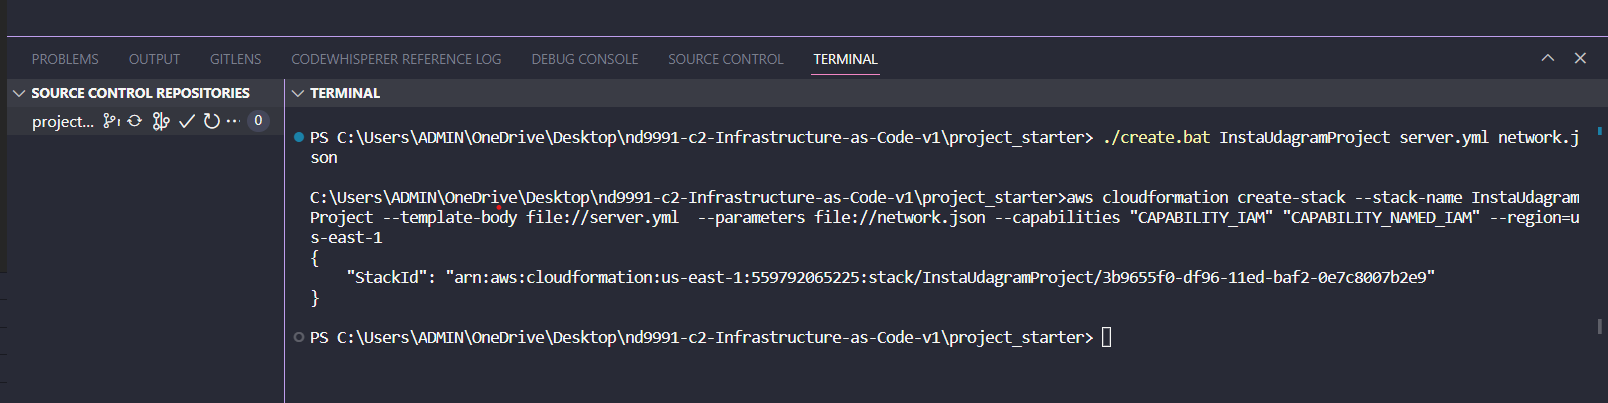 PROBLEMS OUTPUT GITLENS CODEWHISPERER REFERENCE LOG DEBUG CONSOLE SOURCE CONTROL TERMINAL
SOURCE CONTROL REPOSITORIES
project... 0
TERMINAL
PS C:\Users\ADMIN\OneDrive\Desktop\nd9991-c2-Infrastructure-as-Code-v1\project_starter> ./create.bat InstaUdagramProject server.yml network.j
son
C:\Users\ADMIN\OneDrive\Desktop\nd9991-c2-Infrastructure-as-Code-v1\project_starter>aws cloudformation create-stack --stack-name InstaUdagram
Project --template-body file://server.yml  --parameters file://network.json --capabilities "CAPABILITY_IAM" "CAPABILITY_NAMED_IAM" --region=u
s-east-1
{
    "StackId": "arn:aws:cloudformation:us-east-1:559792065225:stack/InstaUdagramProject/3b9655f0-df96-11ed-baf2-0e7c8007b2e9"
}
PS C:\Users\ADMIN\OneDrive\Desktop\nd9991-c2-Infrastructure-as-Code-v1\project_starter>